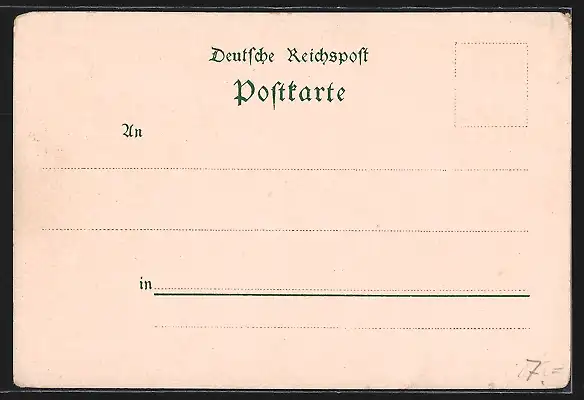 Deutſche Reichspoſt
Poſtkarte
An
in
7.=